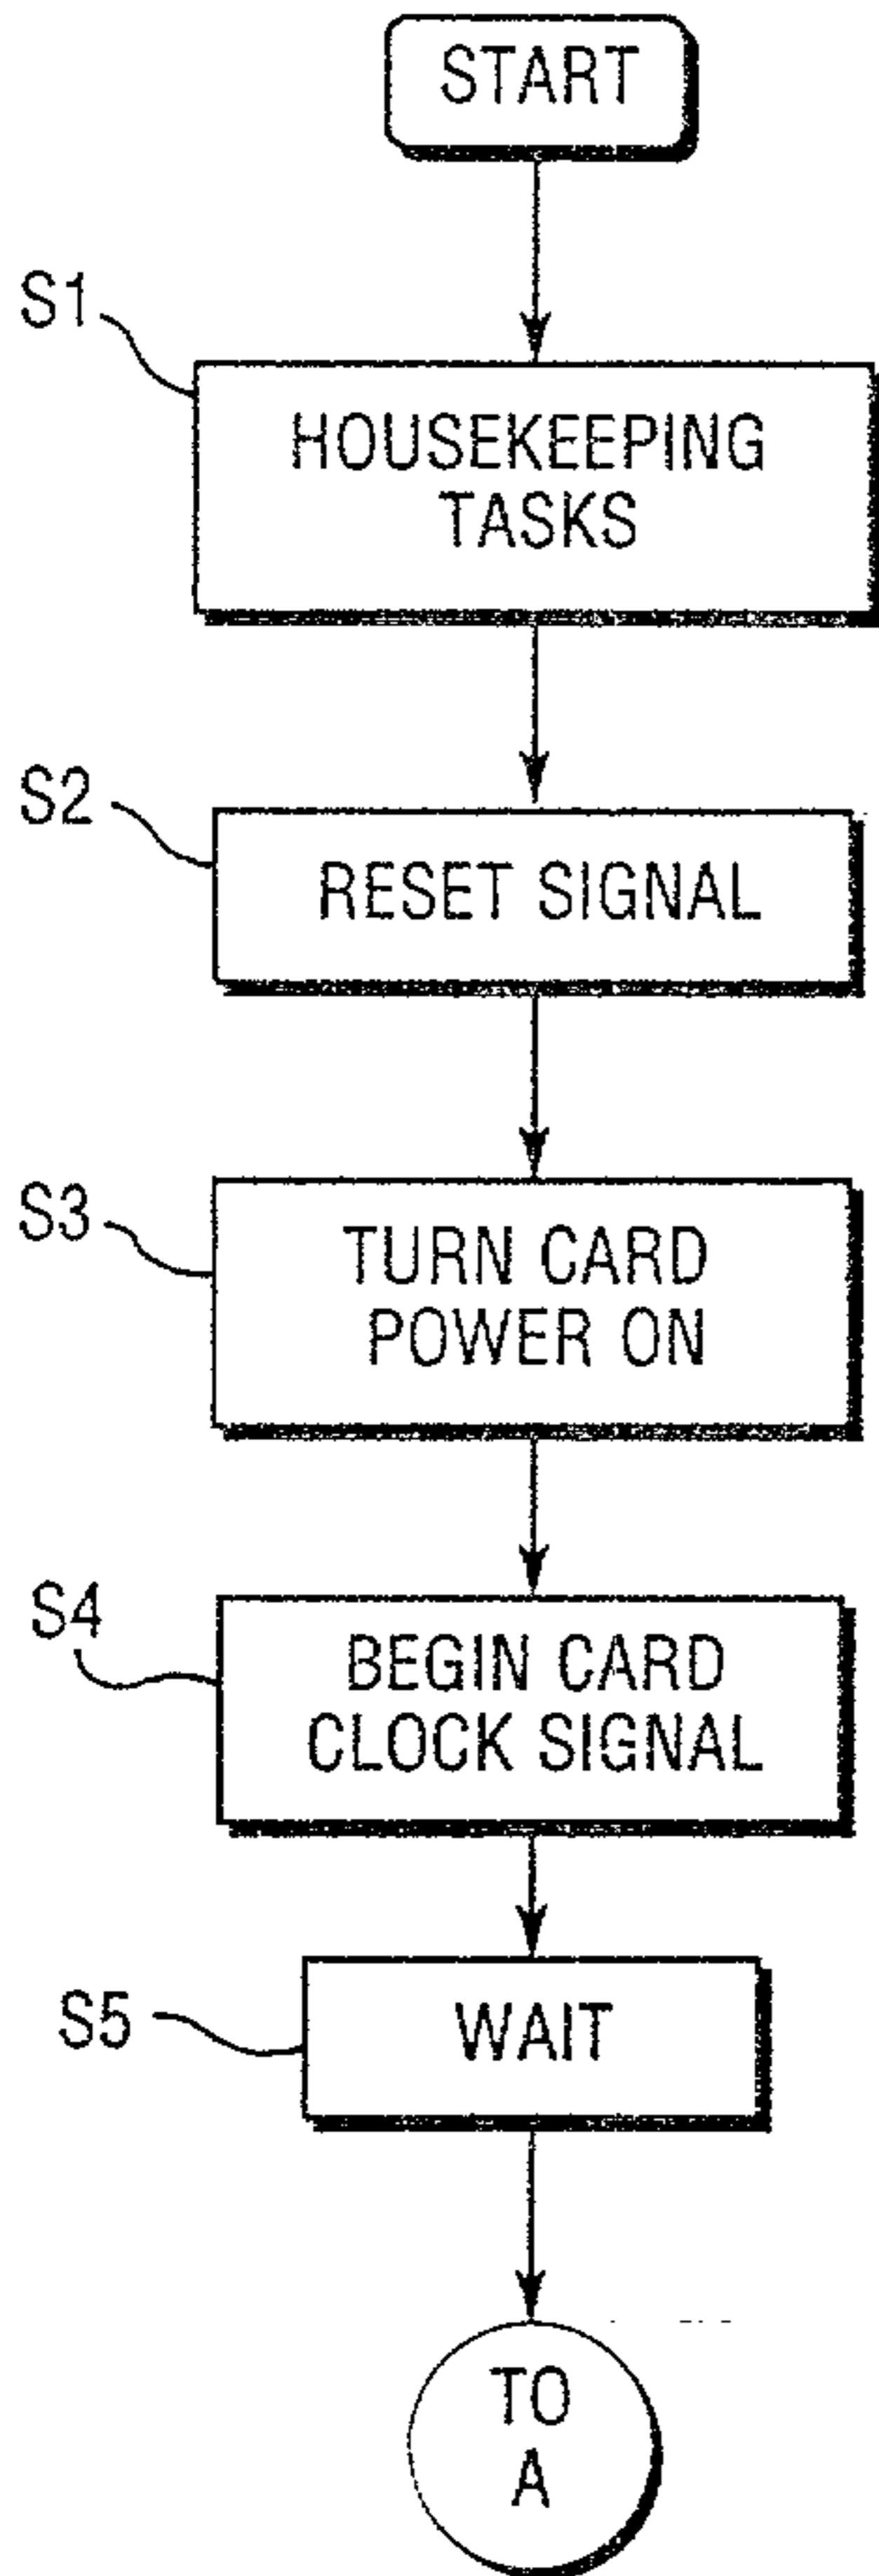 START
S1
HOUSEKEEPING
TASKS
S2
RESET SIGNAL
S3
TURN CARD
POWER ON
S4
BEGIN CARD
CLOCK SIGNAL
S5
WAIT
TO
A